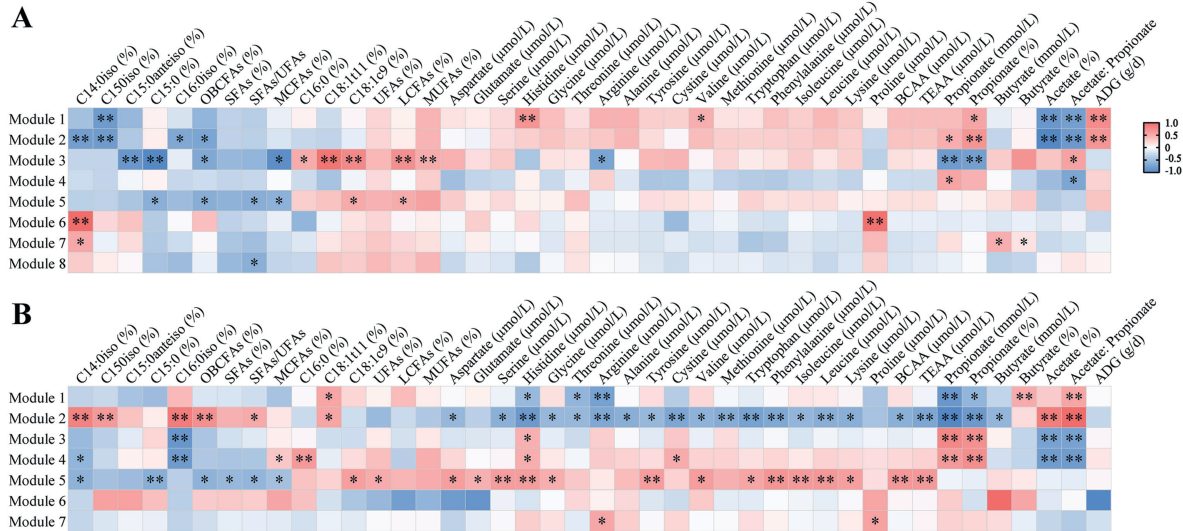 A
C14:0iso (%)
C150iso (%)
C15:0anteiso (%)
C15:0 (%)
C16:0iso (%)
OBCFAs (%)
SFAs (%)
SFAs/UFAs
MCFAs (%)
C16:0 (%)
C18:1t11 (%)
C18:1c9 (%)
UFAs (%)
LCFAs (%)
MUFAs (%)
Aspartate (µmol/L)
Glutamate (µmol/L)
Serine (µmol/L)
Histidine (µmol/L)
Glycine (µmol/L)
Threonine (µmol/L)
Arginine (µmol/L)
Alanine (µmol/L)
Tyrosine (µmol/L)
Cystine (µmol/L)
Valine (µmol/L)
Methionine (µmol/L)
Tryptophan (µmol/L)
Phenylalanine (µmol/L)
Isoleucine (µmol/L)
Leucine (µmol/L)
Lysine (µmol/L)
Proline (µmol/L)
BCAA (µmol/L)
TEAA (µmol/L)
Propionate (mmol/L)
Propionate %
Butyrate (mmol/L)
Butyrate (%)
Acetate (%)
Acetate: Propionate
ADG (g/d)
Module 1 ** ** * * ** ** **
Module 2 ** ** * * * ** ** ** **
Module 3 ** ** * * * ** ** ** ** * ** ** *
Module 4 * *
Module 5 * * * * * *
Module 6 ** **
Module 7 * * *
Module 8 *
1.0
0.5
0
-0.5
-1.0
B
C14:0iso (%)
C150iso (%)
C15:0anteiso (%)
C15:0 (%)
C16:0iso (%)
OBCFAs (%)
SFAs (%)
SFAs/UFAs
MCFAs (%)
C16:0 (%)
C18:1t11 (%)
C18:1c9 (%)
UFAs (%)
LCFAs (%)
MUFAs (%)
Aspartate (µmol/L)
Glutamate (µmol/L)
Serine (µmol/L)
Histidine (µmol/L)
Glycine (µmol/L)
Threonine (µmol/L)
Arginine (µmol/L)
Alanine (µmol/L)
Tyrsine (µmol/L)
Cystine (µmol/L)
Valine (µmol/L)
Methionine (µmol/L)
Tryptophan (µmol/L)
Phenylalanine (µmol/L)
Isoleucine (µmol/L)
Leucine (µmol/L)
Lysine (µmol/L)
Proline (µmol/L)
BCAA (µmol/L)
TEAA (µmol/L)
Propionate (mmol/L)
Propionate %
Butyrate (mmol/L)
Butyrate (%)
Acetate (%)
Acetate: Propionate
ADG (g/d)
Module 1 * * * ** ** * ** **
Module 2 ** ** ** ** * * * * ** * * ** * * ** * ** ** ** * ** * * ** ** ** * ** **
Module 3 ** * ** ** ** **
Module 4 * ** * ** * * ** ** ** **
Module 5 * ** * * * * * * * * ** ** * ** * * ** ** ** * ** **
Module 6
Module 7 * *